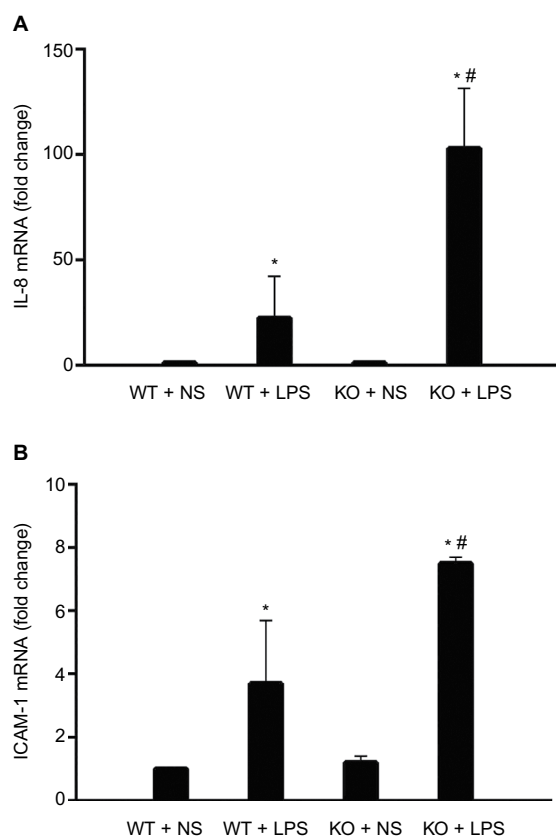 A
IL-8 mRNA (fold change)
150
100
50
0
* #
*
WT + NS WT + LPS KO + NS KO + LPS
B
ICAM-1 mRNA (fold change)
10
8
6
4
2
0
* #
*
WT + NS WT + LPS KO + NS KO + LPS